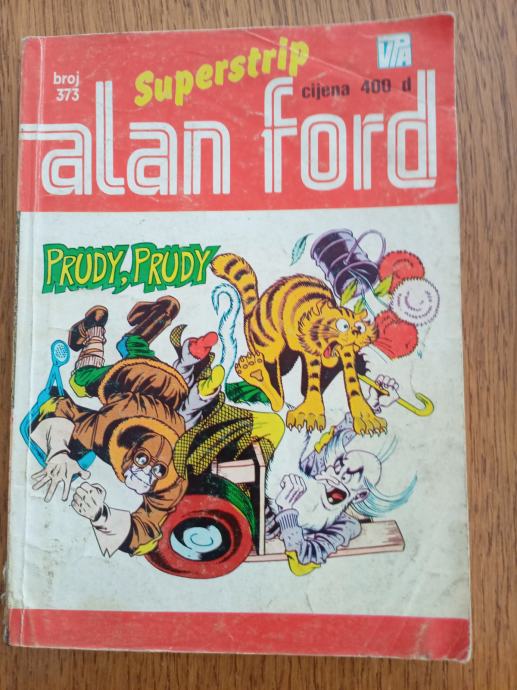 broj
373
Superstrip
VPA
cijena 400 d
alan ford
PRUDY, PRUDY